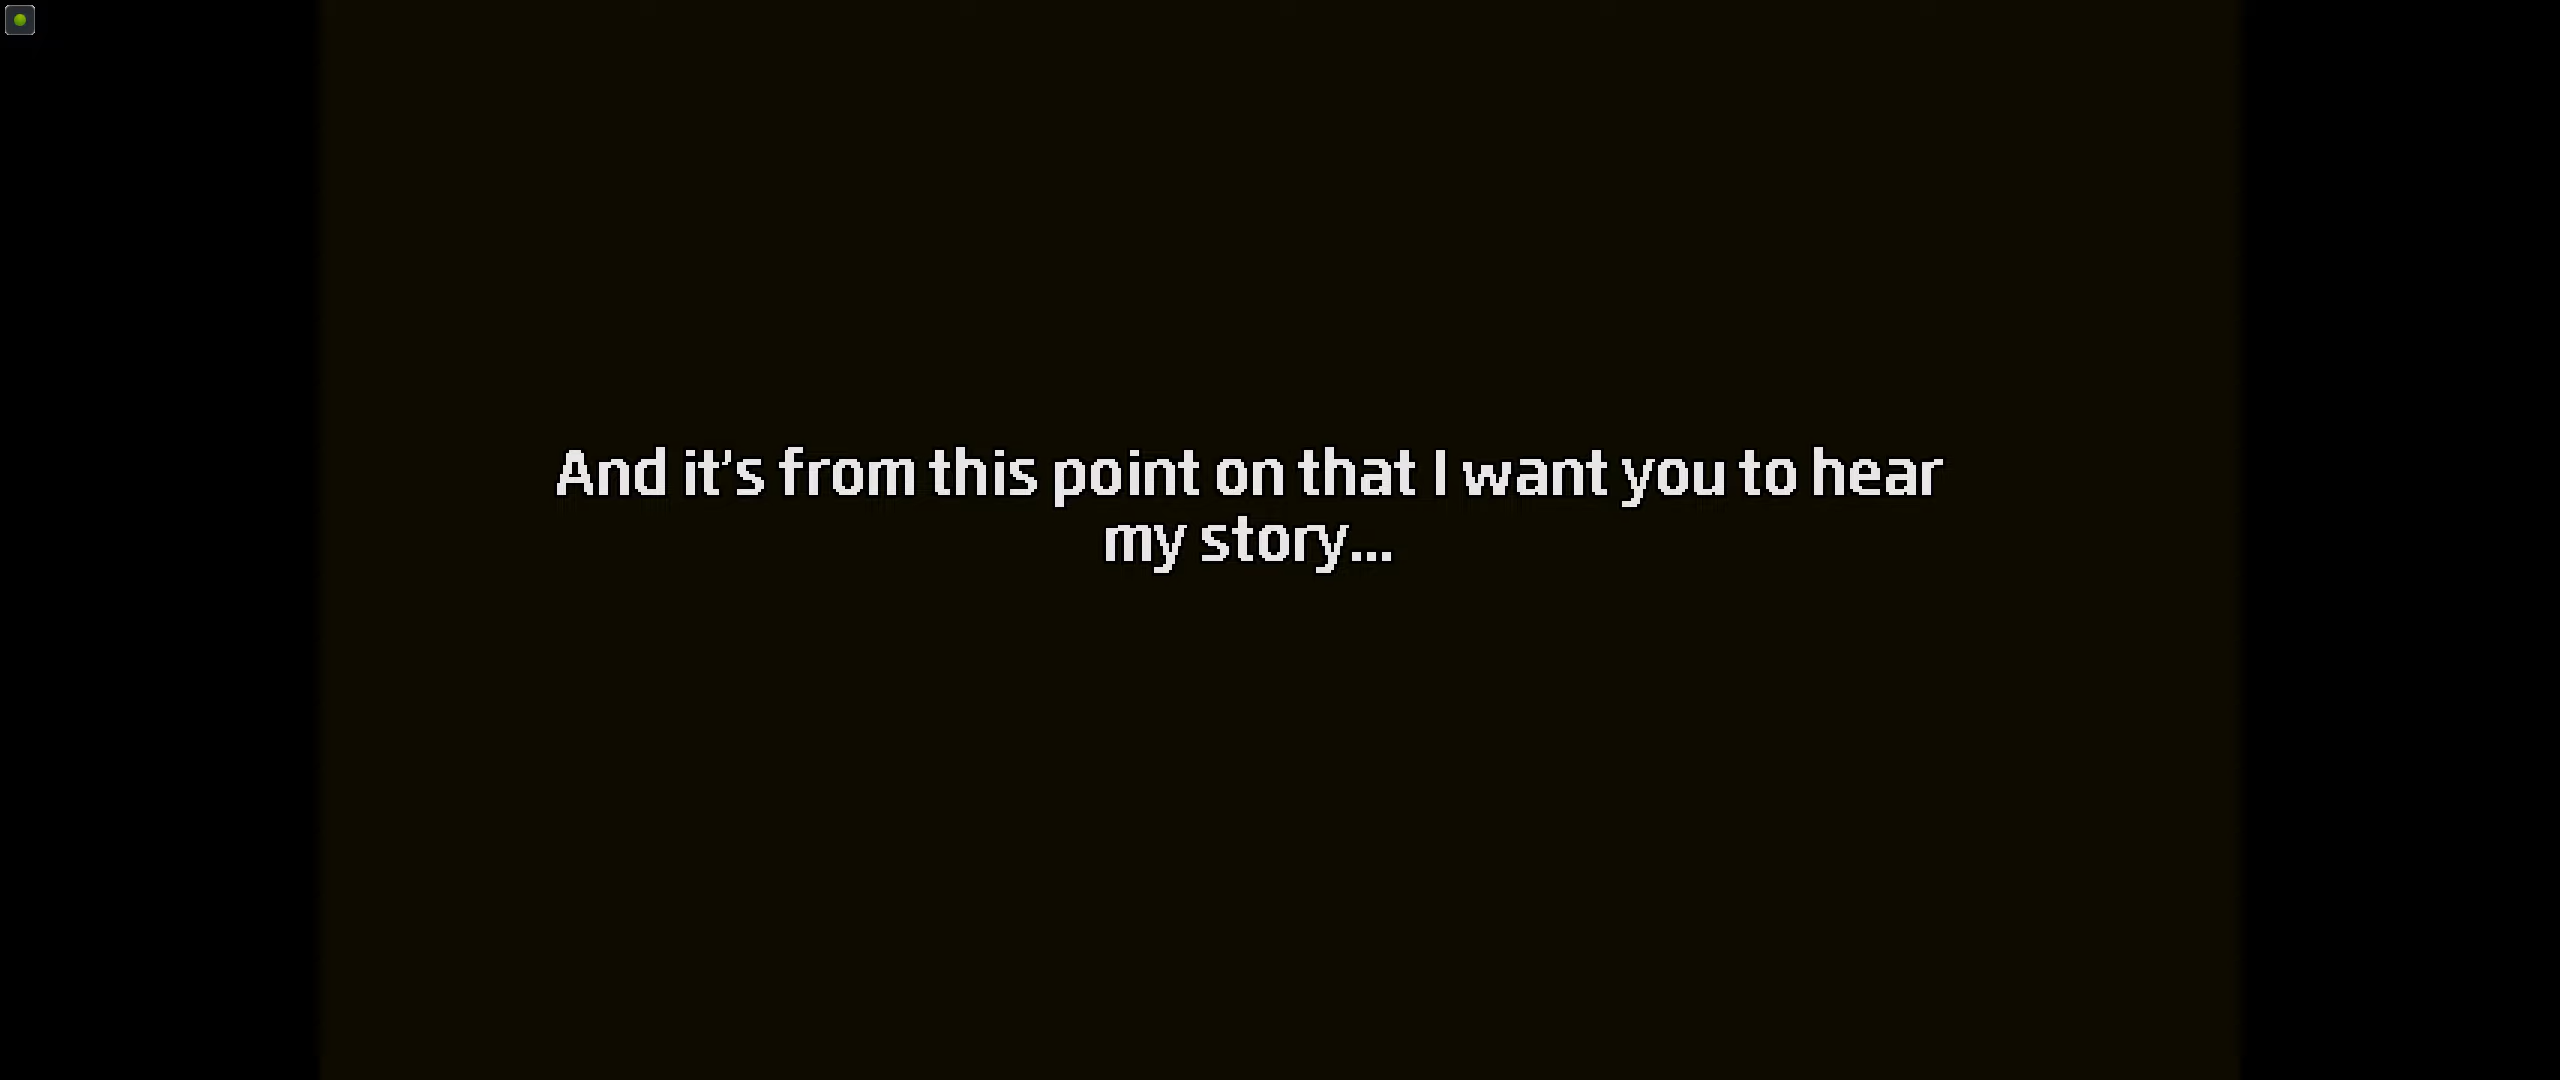 And it's from this point on that I want you to hear
my story...